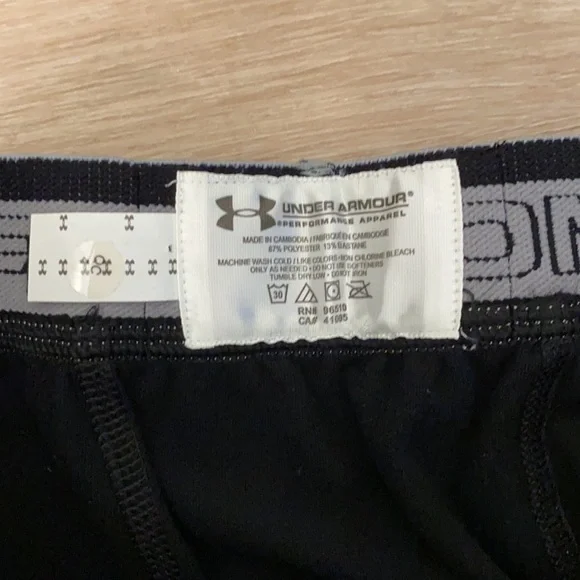 UNDER ARMOUR®
PERFORMANCE APPAREL
MADE IN CAMBODIA / FABRIQUÉ EN CAMBODGE
87% POLYESTER 13% ELASTANE
MACHINE WASH COLD / LIKE COLORS • NON CHLORINE BLEACH
ONLY AS NEEDED • DO NOT USE SOFTENERS
TUMBLE DRY LOW • DO NOT IRON
30
RN# 96510
CA# 41085